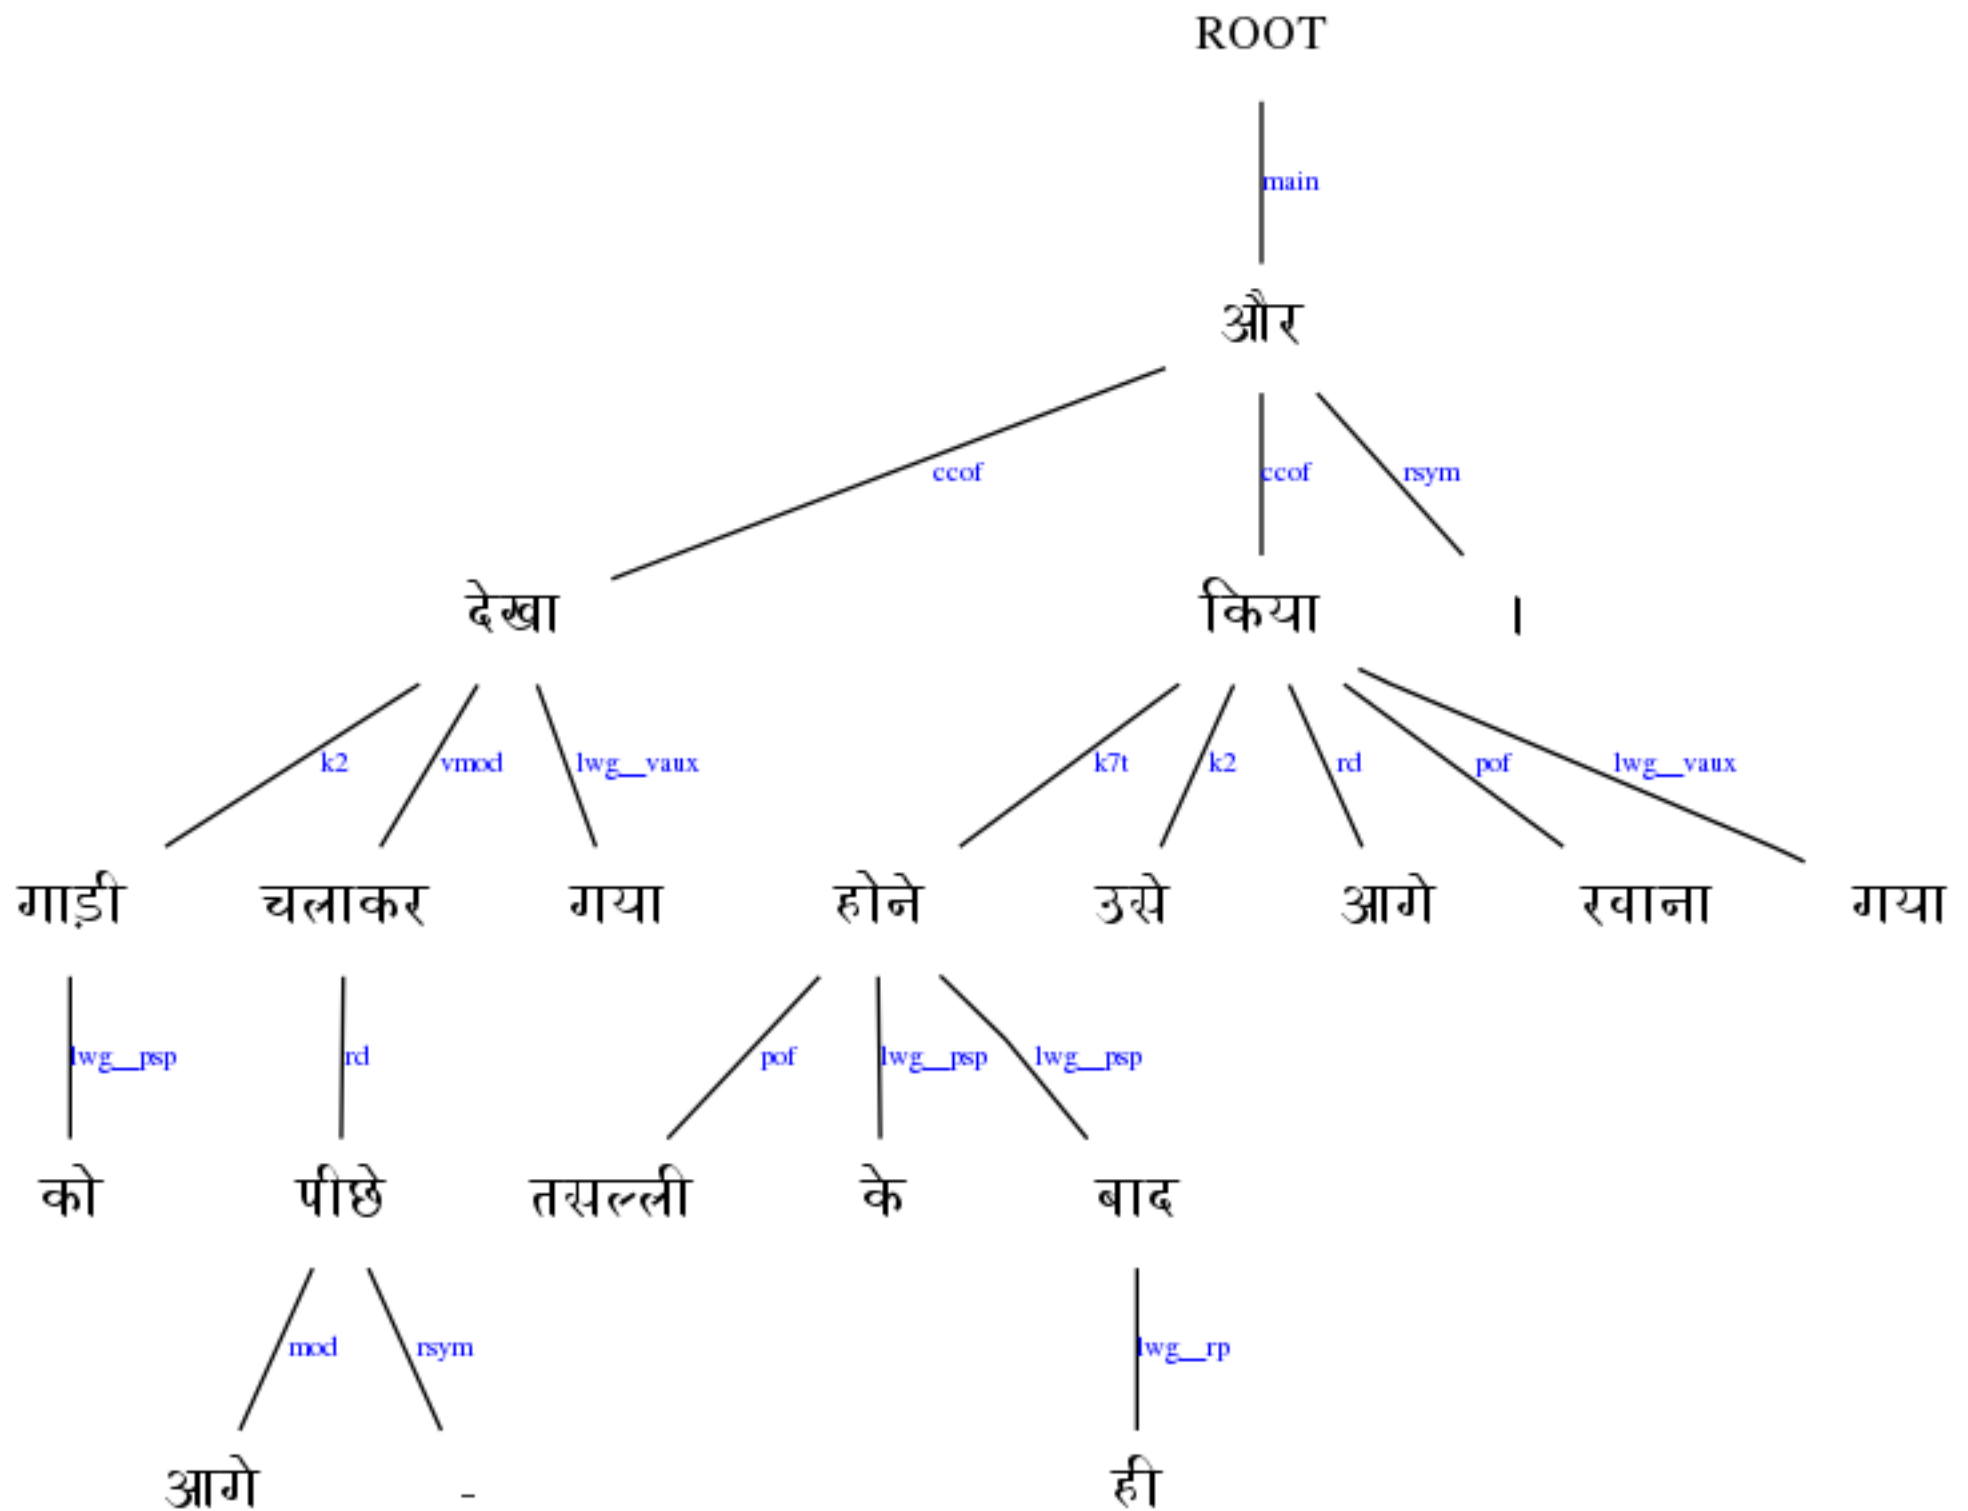 ROOT
main
और
ccof ccof rsym
देखा किया ।
k2 vmod lwg__vaux k7t k2 rd pof lwg__vaux
गाड़ी चलाकर गया होने उसे आगे रवाना गया
lwg__psp rd pof lwg__psp lwg__psp
को पीछे तसल्ली के बाद
mod rsym lwg__rp
आगे - ही